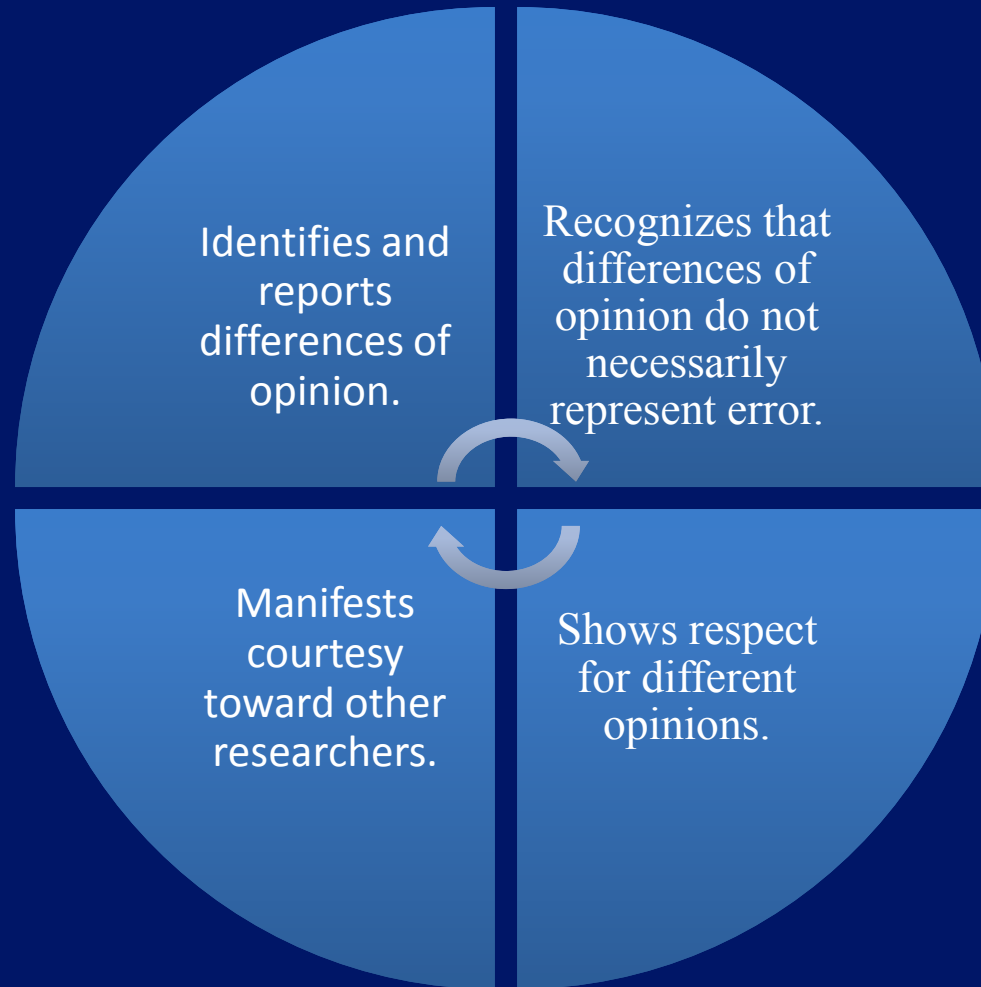 Identifies and
reports
differences of
opinion.
Recognizes that
differences of
opinion do not
necessarily
represent error.
Manifests
courtesy
toward other
researchers.
Shows respect
for different
opinions.